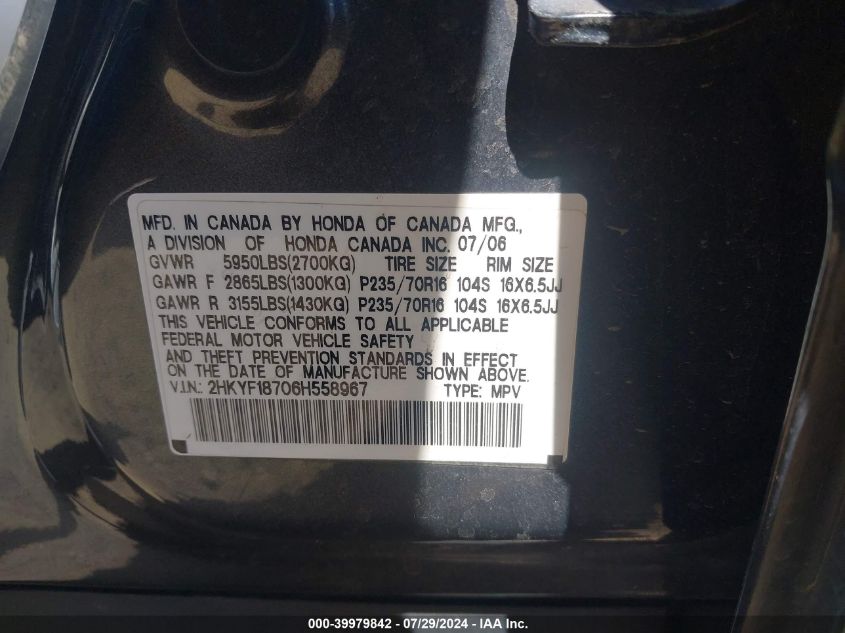 MFD. IN CANADA BY HONDA OF CANADA MFG.,
A DIVISION OF HONDA CANADA INC. 07/06
GVWR 5950LBS(2700KG) TIRE SIZE RIM SIZE
GAWR F 2865LBS(1300KG) P235/70R16 104S 16X6.5JJ
GAWR R 3155LBS(1430KG) P235/70R16 104S 16X6.5JJ
THIS VEHICLE CONFORMS TO ALL APPLICABLE
FEDERAL MOTOR VEHICLE SAFETY
AND THEFT PREVENTION STANDARDS IN EFFECT
ON THE DATE OF MANUFACTURE SHOWN ABOVE.
V.I.N.: 2HKYF18706H558967 TYPE: MPV
000-39979842 - 07/29/2024 - IAA Inc.